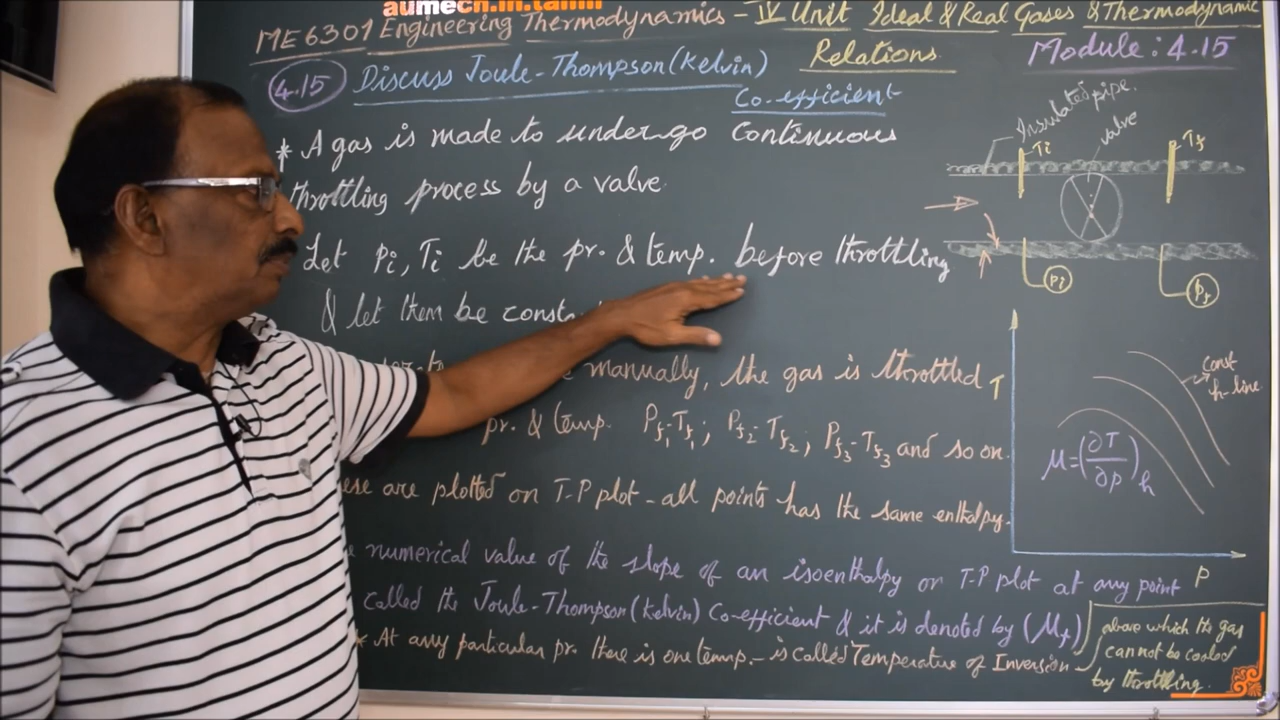 aumech.in.tamil
ME 6301 Engineering Thermodynamics - IV Unit Ideal & Real Gases & Thermodynamic
Relations
Module: 4.15
4.15 Discuss Joule-Thompson (Kelvin)
Co-efficient
* A gas is made to undergo continuous
throttling process by a valve.
Let Pi, Ti be the pr. & temp. before throttling
& let them be const
manually, the gas is throttled
pr. & temp. Pf1-Tf1; Pf2-Tf2; Pf3-Tf3 and so on.
are plotted on T-P plot - all points has the same enthalpy.
numerical value of the slope of an isoenthalpy or T-P plot at any point
called the Joule-Thompson (Kelvin) Co-efficient & it is denoted by (μ
* At any particular pr. there is one temp. - is called Temperature of Inversion
above which the gas
cannot be cooled
by throttling.
Insulated pipe.
valve
Ti
Tf
Pi
Pf
const
h-line
T
μ=(∂T/∂p)h
P